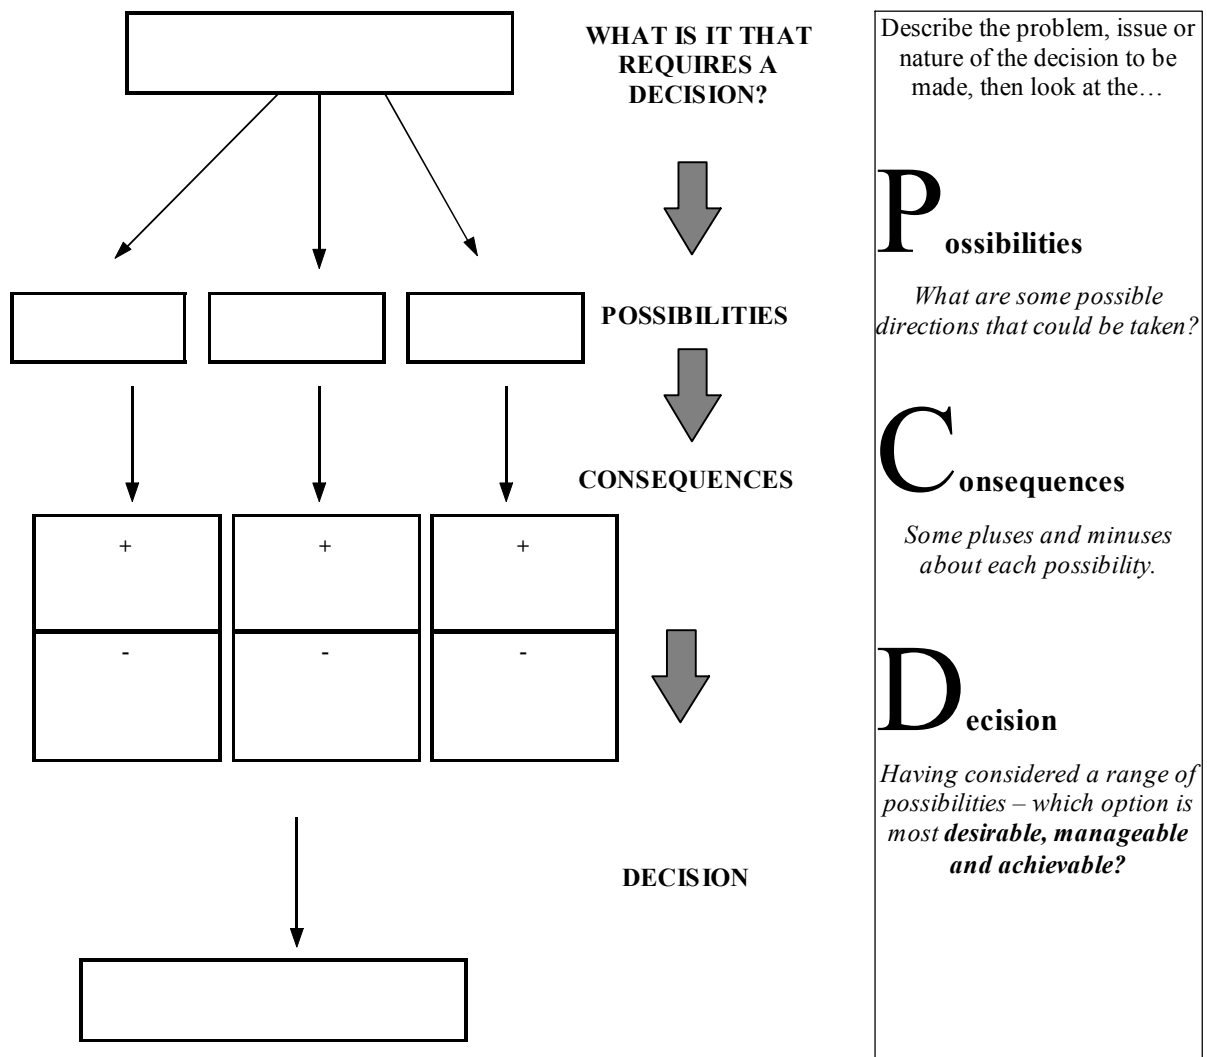 WHAT IS IT THAT
REQUIRES A
DECISION?
POSSIBILITIES
CONSEQUENCES
+ + +
- - -
DECISION
Describe the problem, issue or
nature of the decision to be
made, then look at the…
Possibilities
What are some possible
directions that could be taken?
Consequences
Some pluses and minuses
about each possibility.
Decision
Having considered a range of
possibilities – which option is
most desirable, manageable
and achievable?